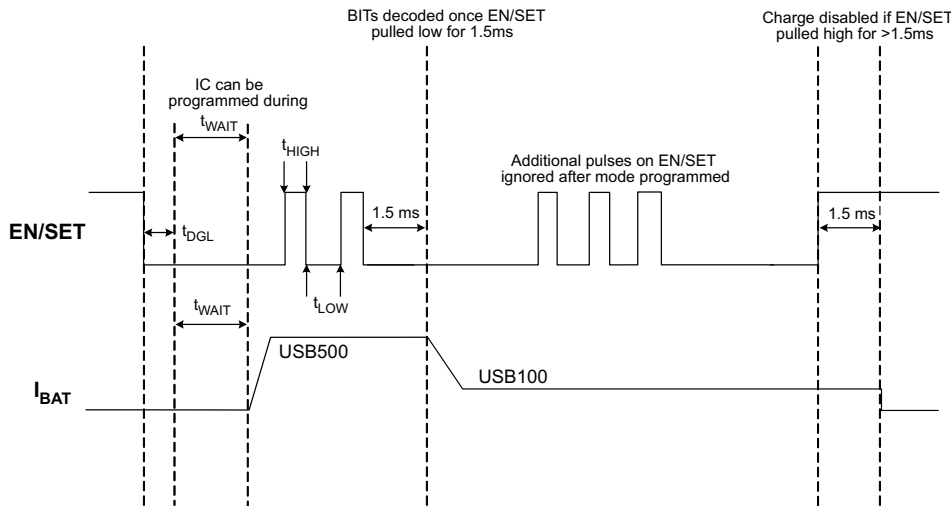 BITs decoded once EN/SET
pulled low for 1.5ms
Charge disabled if EN/SET
pulled high for >1.5ms
IC can be
programmed during
tWAIT
tHIGH
Additional pulses on EN/SET
ignored after mode programmed
EN/SET
tDGL
1.5 ms
1.5 ms
tWAIT
tLOW
USB500
USB100
IBAT